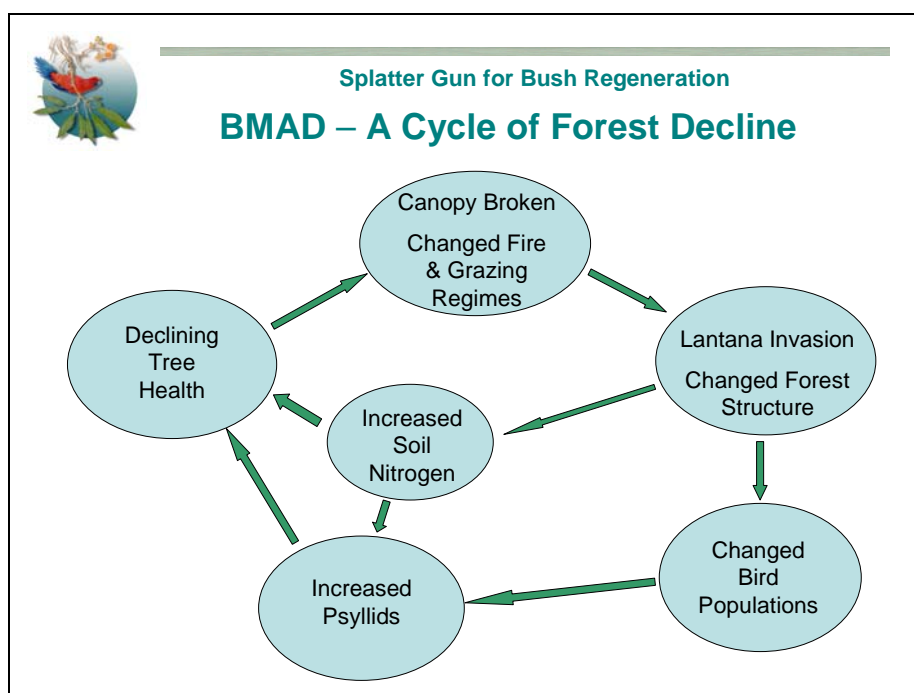 Splatter Gun for Bush Regeneration
BMAD – A Cycle of Forest Decline
Canopy Broken
Changed Fire
& Grazing
Regimes
Declining
Tree
Health
Lantana Invasion
Changed Forest
Structure
Increased
Soil
Nitrogen
Changed
Bird
Populations
Increased
Psyllids